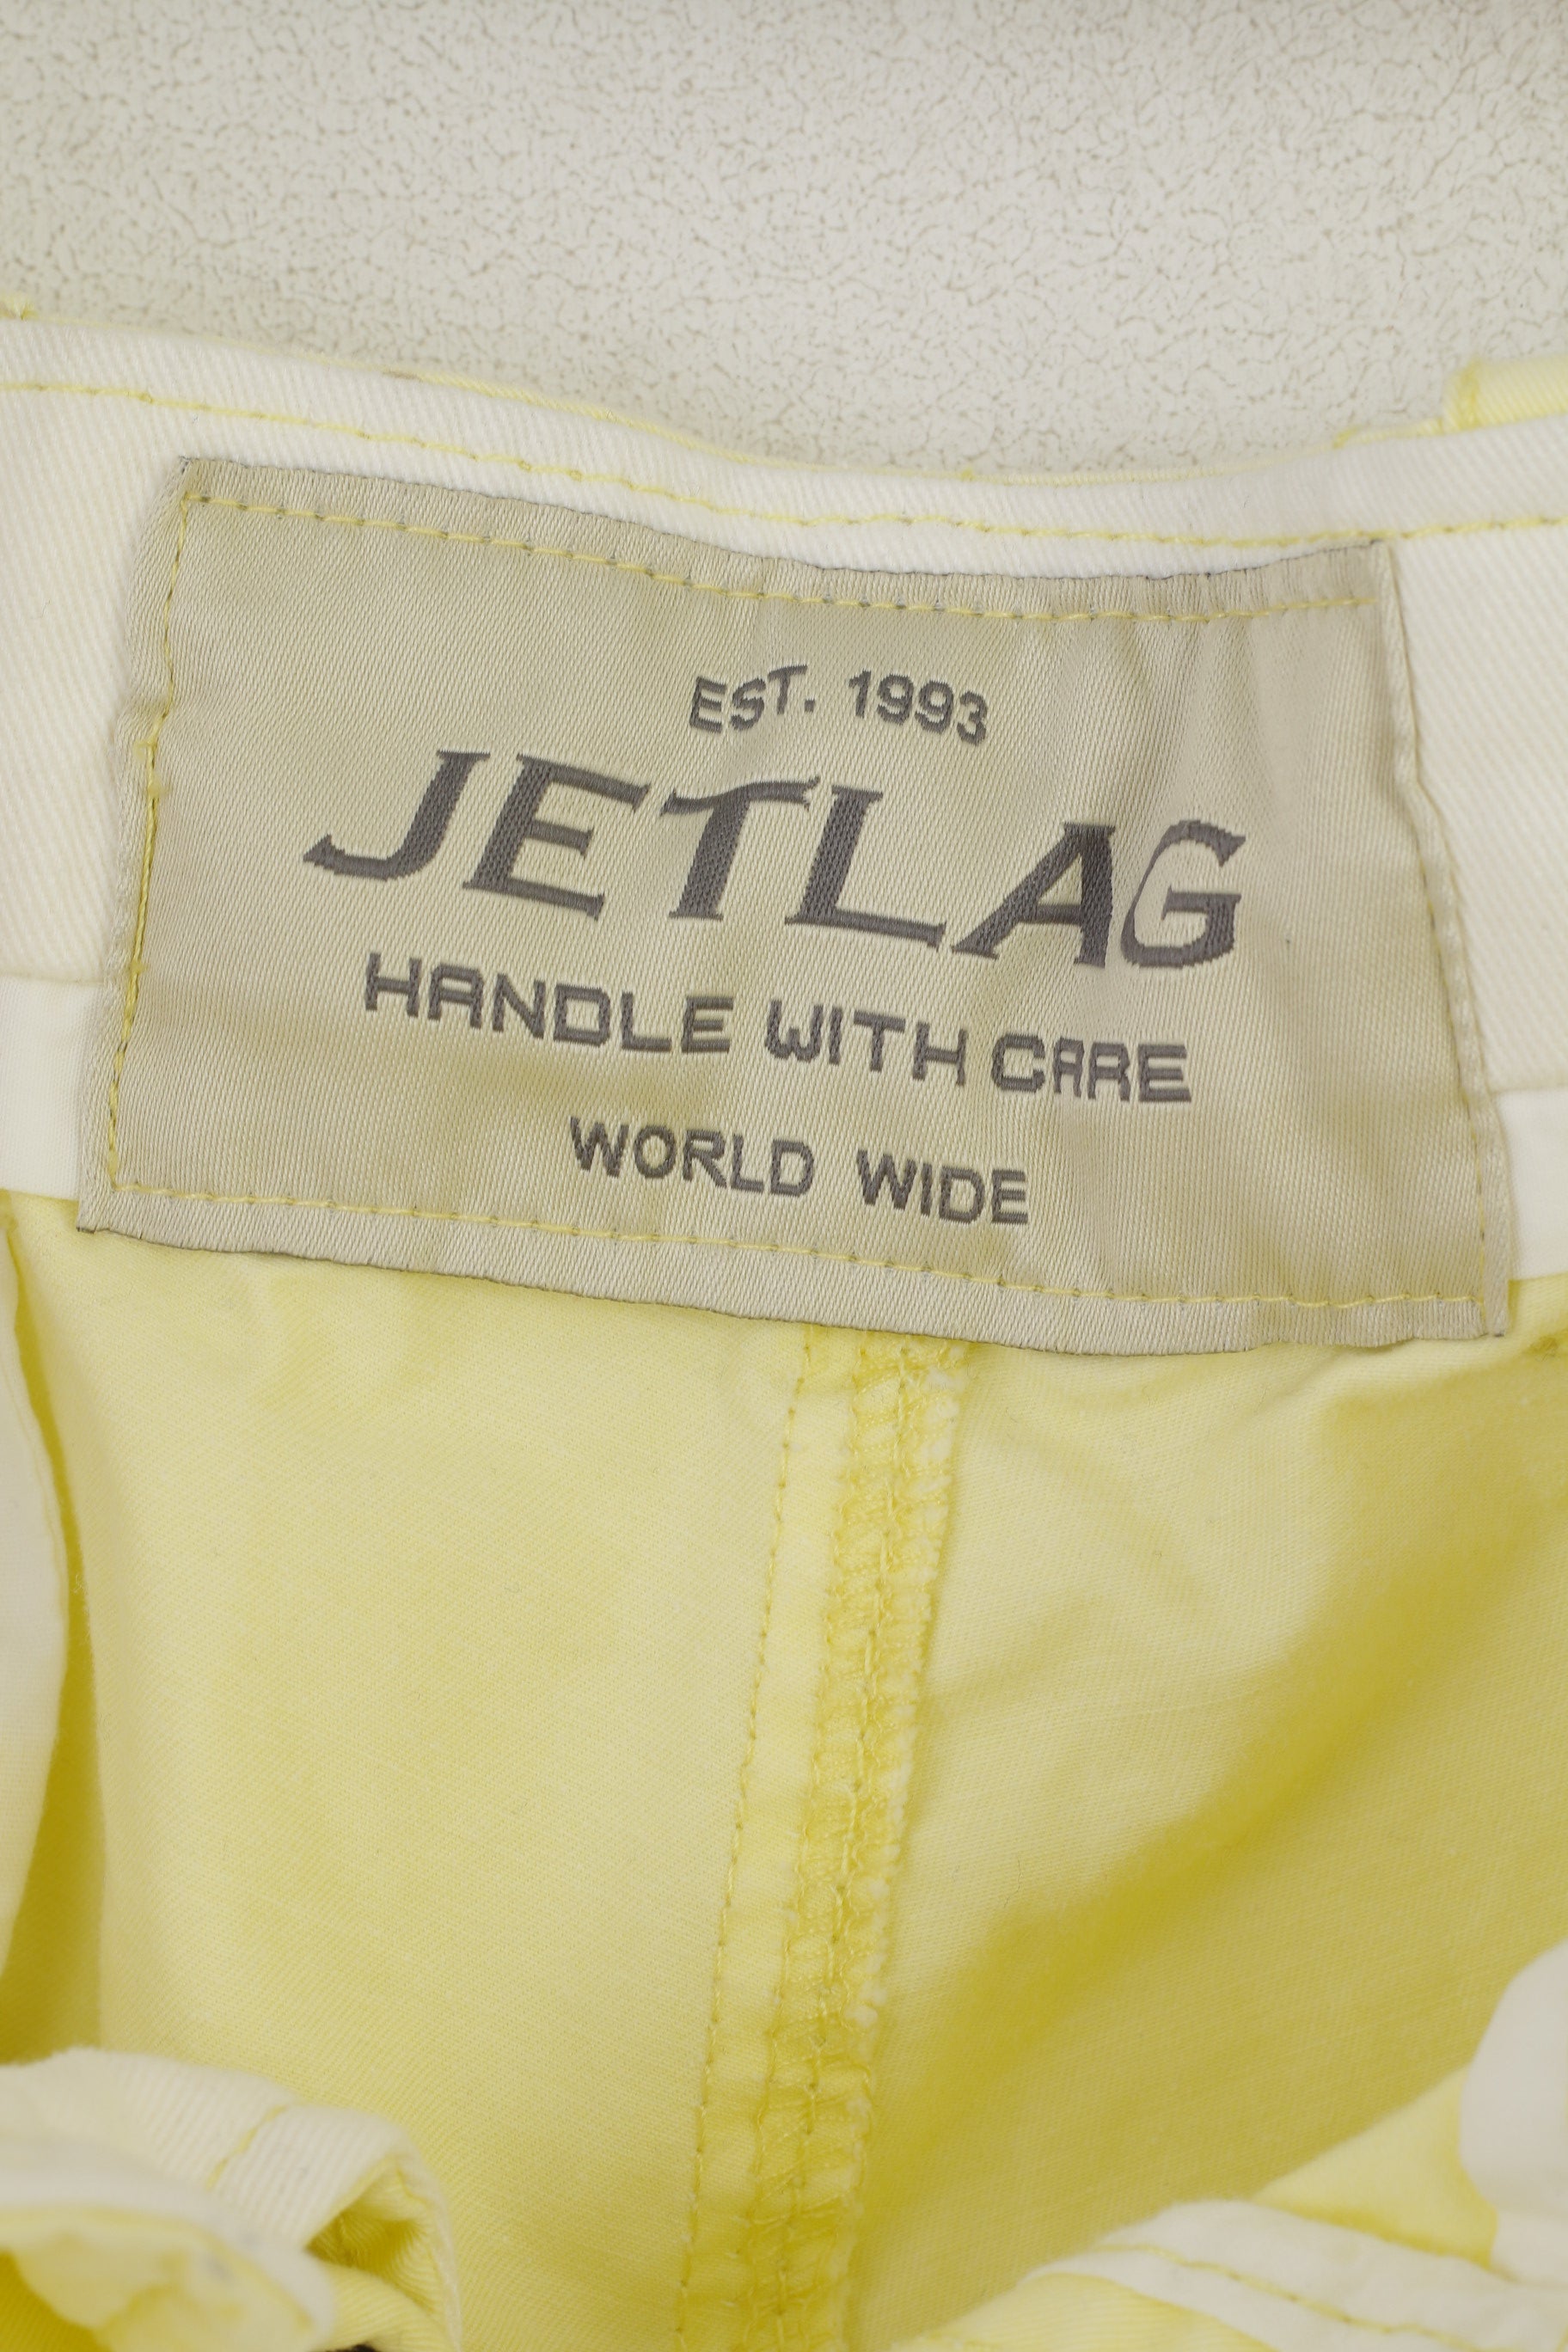 EST. 1993
JETLAG
HANDLE WITH CARE
WORLD WIDE